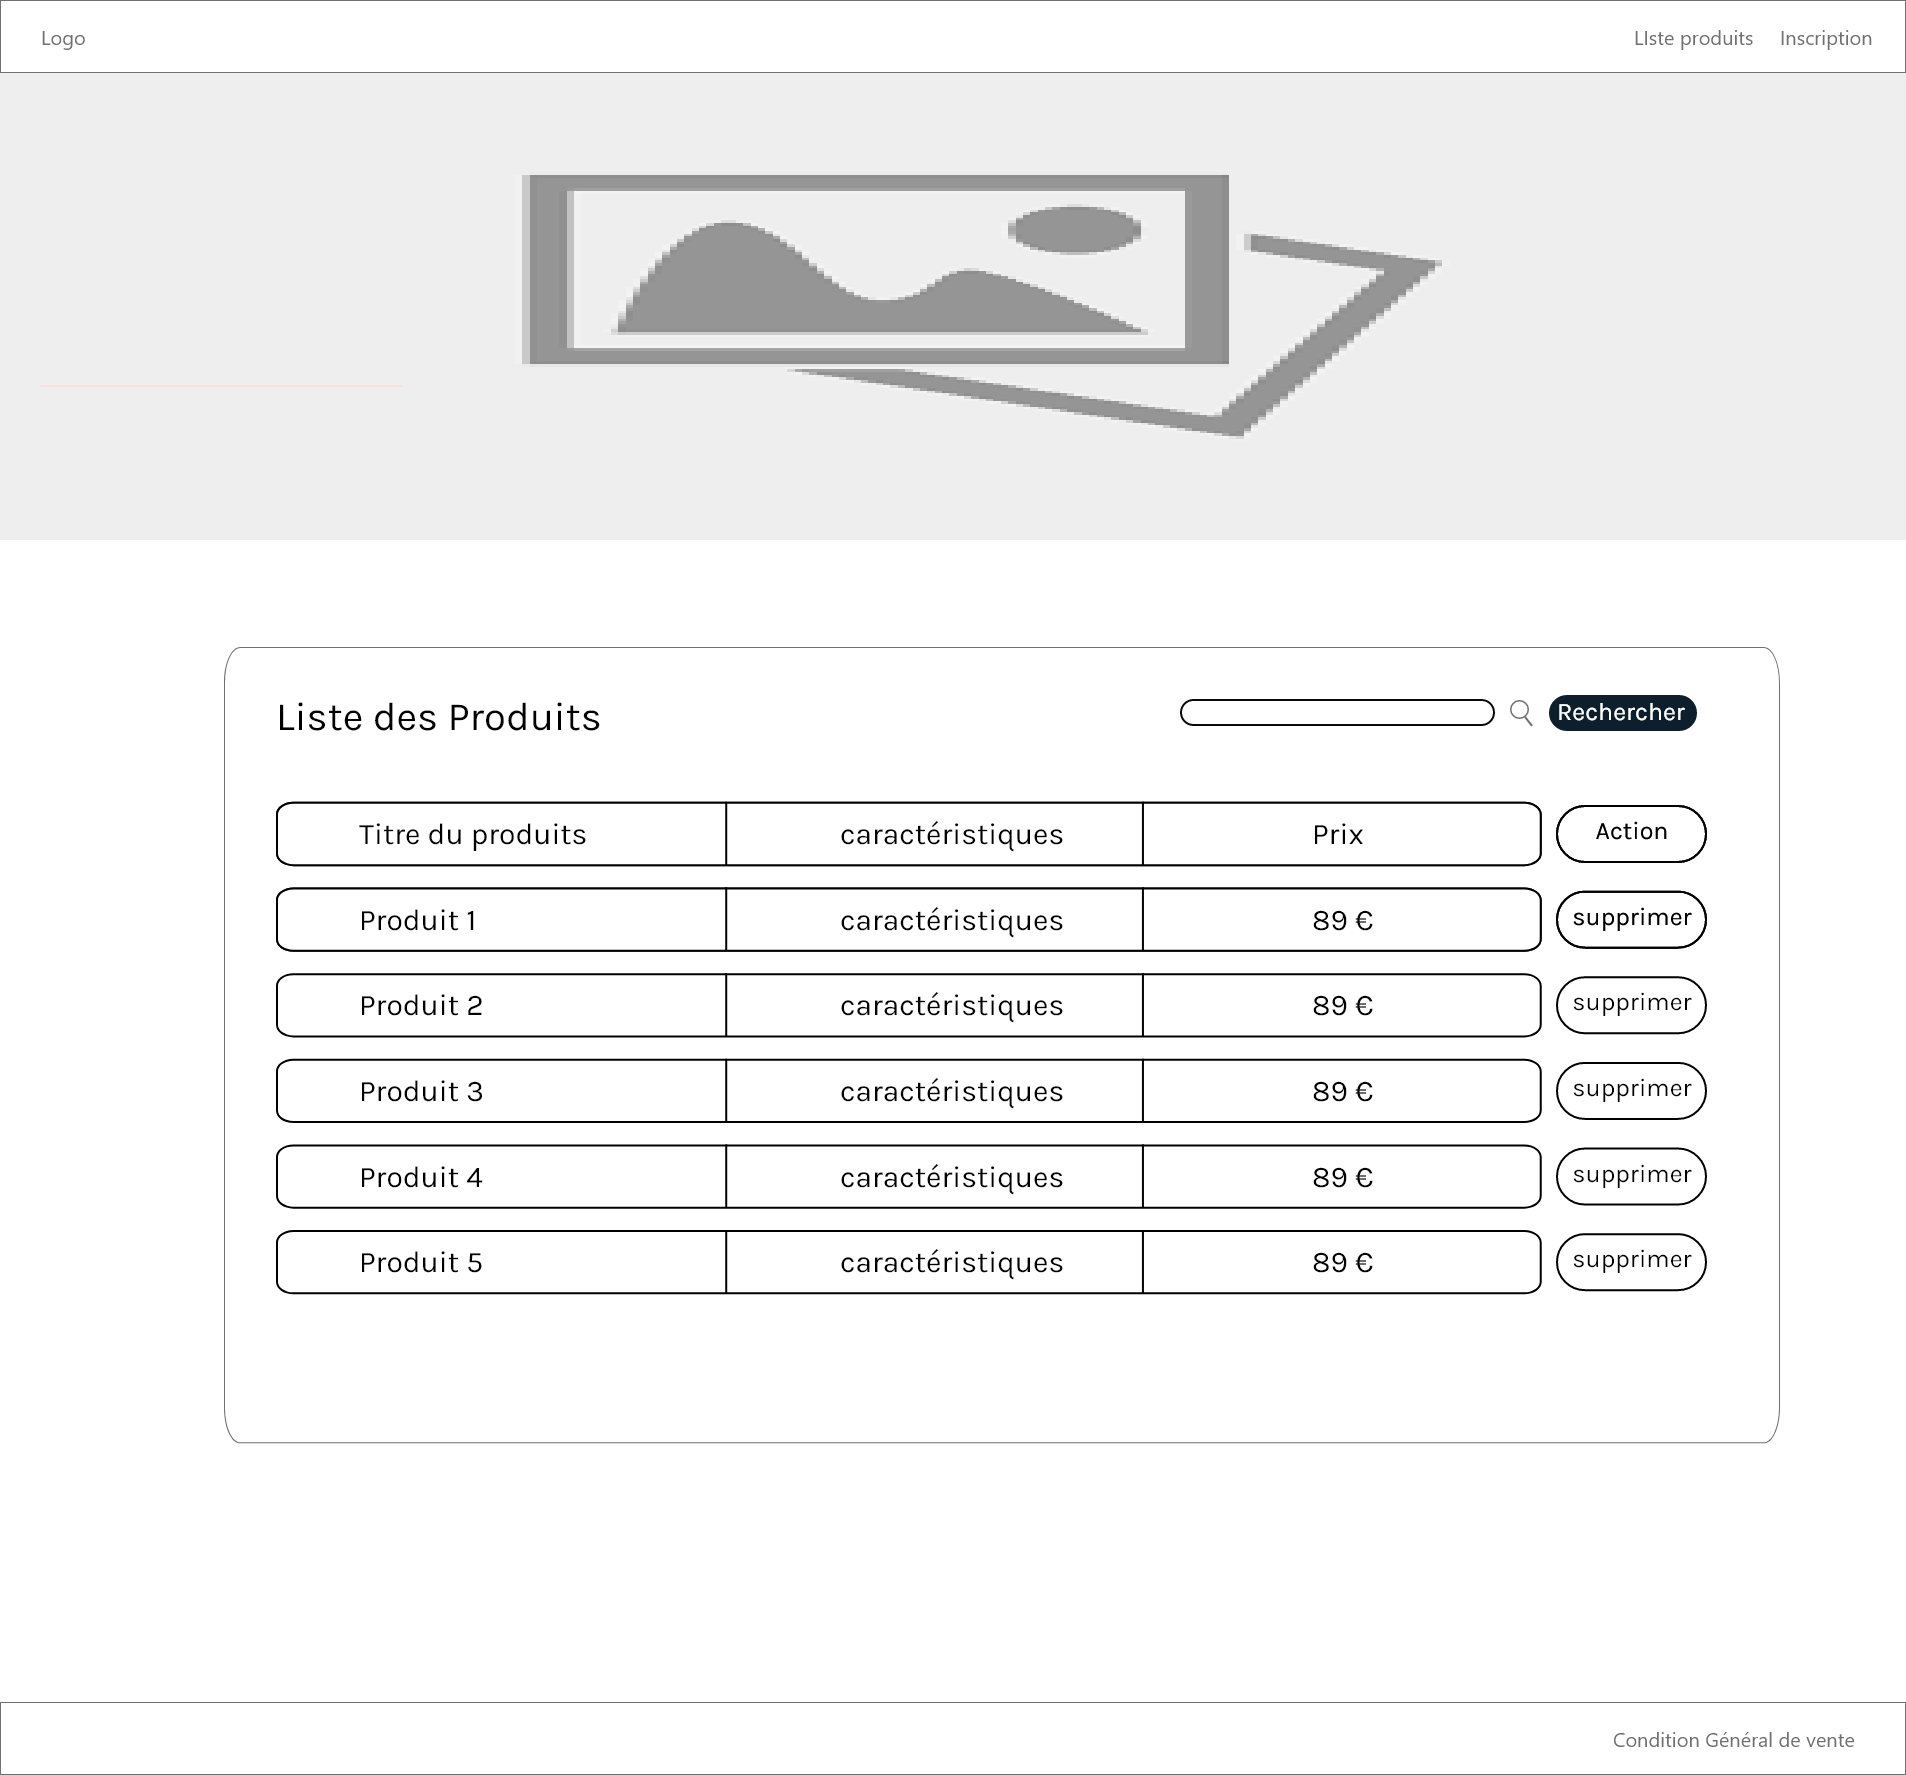 Logo
LIste produits
Inscription
Liste des Produits
Rechercher
Titre du produits
caractéristiques
Prix
Action
Produit 1
caractéristiques
89 €
supprimer
Produit 2
caractéristiques
89 €
supprimer
Produit 3
caractéristiques
89 €
supprimer
Produit 4
caractéristiques
89 €
supprimer
Produit 5
caractéristiques
89 €
supprimer
Condition Général de vente